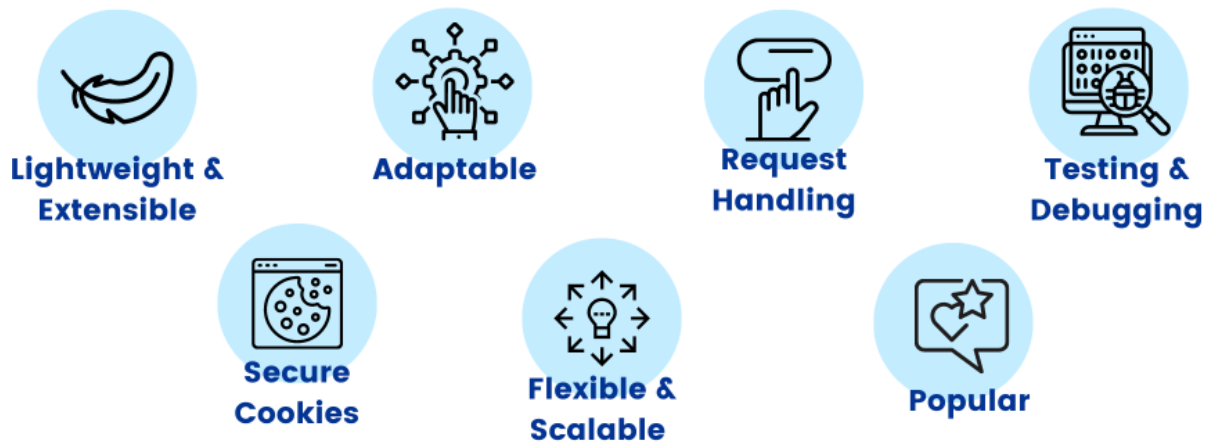 Lightweight &
Extensible
Adaptable
Request
Handling
Testing &
Debugging
Secure
Cookies
Flexible &
Scalable
Popular